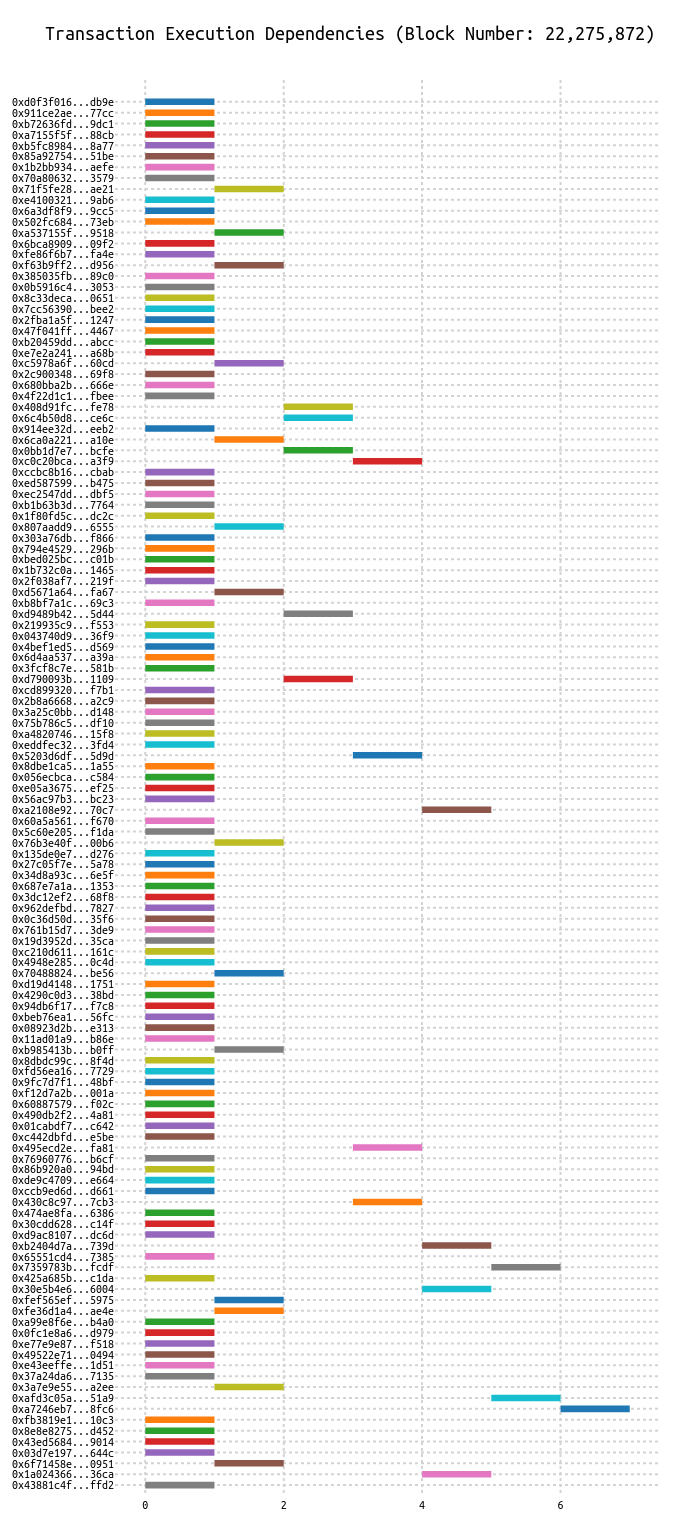 Transaction Execution Dependencies (Block Number: 22,275,872)
0xd0f3f016...db9e
0x911ce2ae...77cc
0xb72636fd...9dc1
0xa7155f5f...88cb
0xb5fc8984...8a77
0x85a92754...51be
0x1b2bb934...aefe
0x70a80632...3579
0x71f5fe28...ae21
0xe4100321...9ab6
0x6a3df8f9...9cc5
0x502fc684...73eb
0xa537155f...9518
0x6bca8909...09f2
0xfe86f6b7...fa4e
0xf63b9ff2...d956
0x385035fb...89c0
0x0b5916c4...3053
0x8c33deca...0651
0x7cc56390...bee2
0x2fba1a5f...1247
0x47f041ff...4467
0xb20459dd...abcc
0xe7e2a241...a68b
0xc5978a6f...60cd
0x2c900348...69f8
0x680bba2b...666e
0x4f22d1c1...fbee
0x408d91fc...fe78
0x6c4b50d8...ce6c
0x914ee32d...eeb2
0x6ca0a221...a10e
0x0bb1d7e7...bcfe
0xc0c20bca...a3f9
0xccbc8b16...cbab
0xed587599...b475
0xec2547dd...dbf5
0xb1b63b3d...7764
0x1f80fd5c...dc2c
0x807aadd9...6555
0x303a76db...f866
0x794e4529...296b
0xbed025bc...c01b
0x1b732c0a...1465
0x2f038af7...219f
0xd5671a64...fa67
0xb8bf7a1c...69c3
0xd9489b42...5d44
0x219935c9...f553
0x043740d9...36f9
0x4bef1ed5...d569
0x6d4aa537...a39a
0x3fcf8c7e...581b
0xd790093b...1109
0xcd899320...f7b1
0x2b8a6668...a2c9
0x3a25c0bb...d148
0x75b786c5...df10
0xa4820746...15f8
0xeddfec32...3fd4
0x5203d6df...5d9d
0x8dbe1ca5...1a55
0x056ecbca...c584
0xe05a3675...ef25
0x56ac97b3...bc23
0xa2108e92...70c7
0x60a5a561...f670
0x5c60e205...f1da
0x76b3e40f...00b6
0x135de0e7...d276
0x27c05f7e...5a78
0x34d8a93c...6e5f
0x687e7a1a...1353
0x3dc12ef2...68f8
0x962defbd...7827
0x0c36d50d...35f6
0x761b15d7...3de9
0x19d3952d...35ca
0xc210d611...161c
0x4948e285...0c4d
0x70488824...be56
0xd19d4148...1751
0x4290c0d3...38bd
0x94db6f17...f7c8
0xbeb76ea1...56fc
0x08923d2b...e313
0x11ad01a9...b86e
0xb985413b...b0ff
0x8dbdc99c...8f4d
0xfd56ea16...7729
0x9fc7d7f1...48bf
0xf12d7a2b...001a
0x60887579...f02c
0x490db2f2...4a81
0x01cabdf7...c642
0xc442dbfd...e5be
0x495ecd2e...fa81
0x76960776...b6cf
0x86b920a0...94bd
0xde9c4709...e664
0xccb9ed6d...d661
0x430c8c97...7cb3
0x474ae8fa...6386
0x30cdd628...c14f
0xd9ac8107...dc6d
0xb2404d7a...739d
0x65551cd4...7385
0x7359783b...fcdf
0x425a685b...c1da
0x30e5b4e6...6004
0xfef565ef...5975
0xfe36d1a4...ae4e
0xa99e8f6e...b4a0
0x0fc1e8a6...d979
0xe77e9e87...f518
0x49522e71...0494
0xe43eeffe...1d51
0x37a24da6...7135
0x3a7e9e55...a2ee
0xafd3c05a...51a9
0xa7246eb7...8fc6
0xfb3819e1...10c3
0x8e8e8275...d452
0x43ed5684...9014
0x03d7e197...644c
0x6f71458e...0951
0x1a024366...36ca
0x43881c4f...ffd2
0 2 4 6